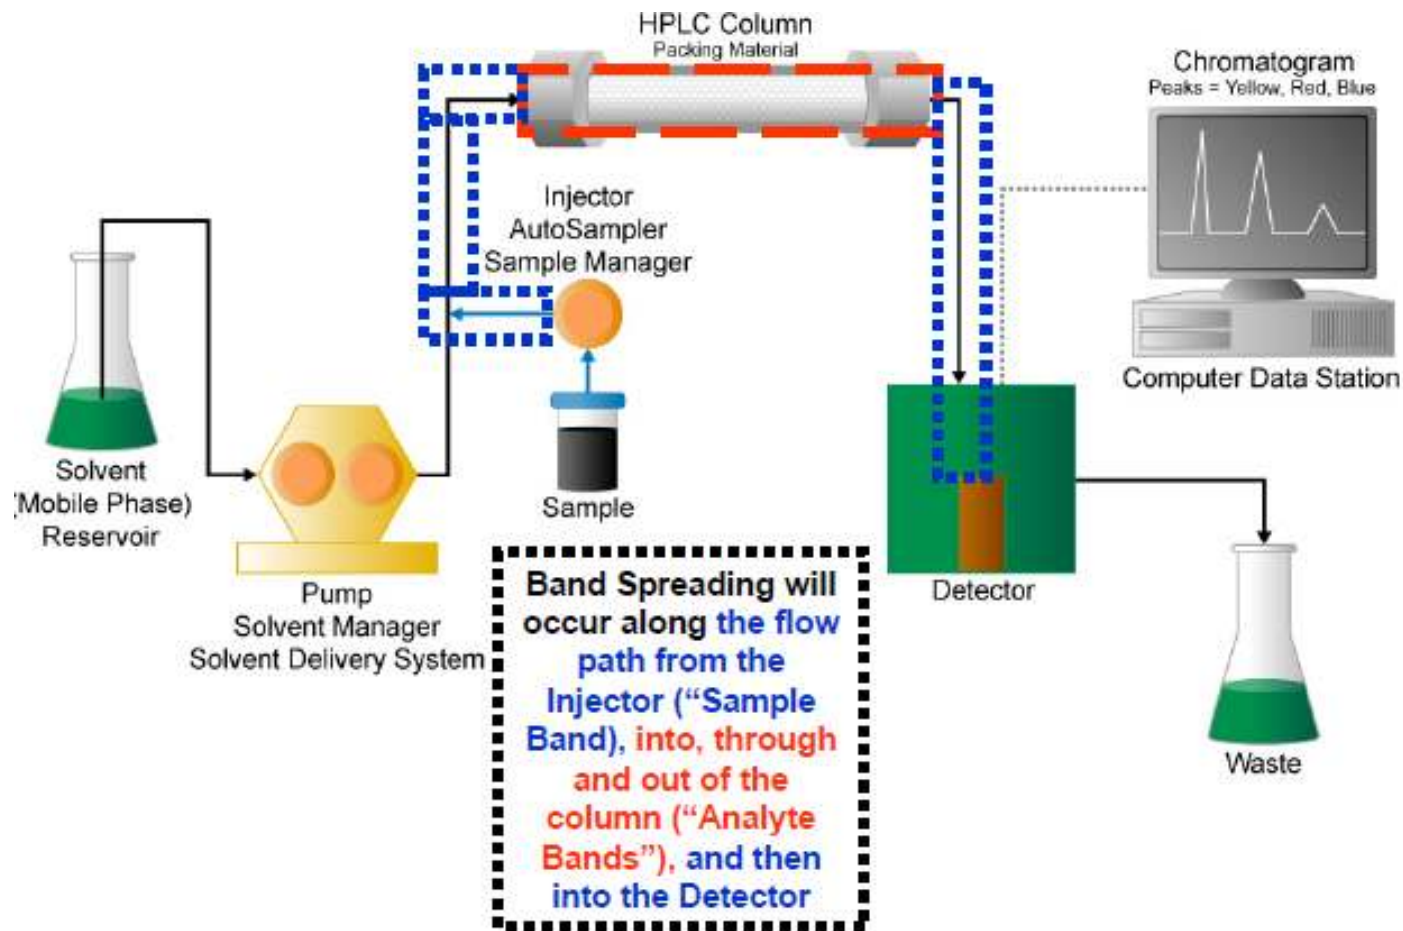 HPLC Column
Packing Material
Chromatogram
Peaks = Yellow, Red, Blue
Injector
AutoSampler
Sample Manager
Computer Data Station
Solvent
(Mobile Phase)
Reservoir
Sample
Pump
Solvent Manager
Solvent Delivery System
Detector
Waste
Band Spreading will
occur along the flow
path from the
Injector (“Sample
Band), into, through
and out of the
column (“Analyte
Bands”), and then
into the Detector